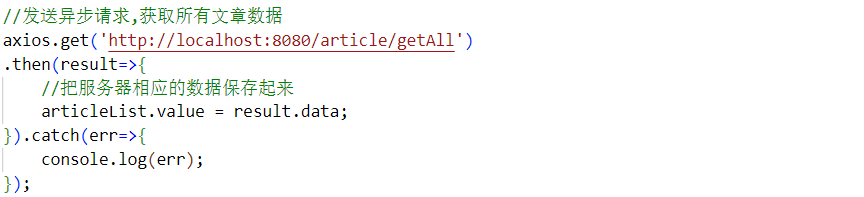 //发送异步请求,获取所有文章数据
axios.get('http://localhost:8080/article/getAll')
.then(result=>{
    //把服务器相应的数据保存起来
    articleList.value = result.data;
}).catch(err=>{
    console.log(err);
});